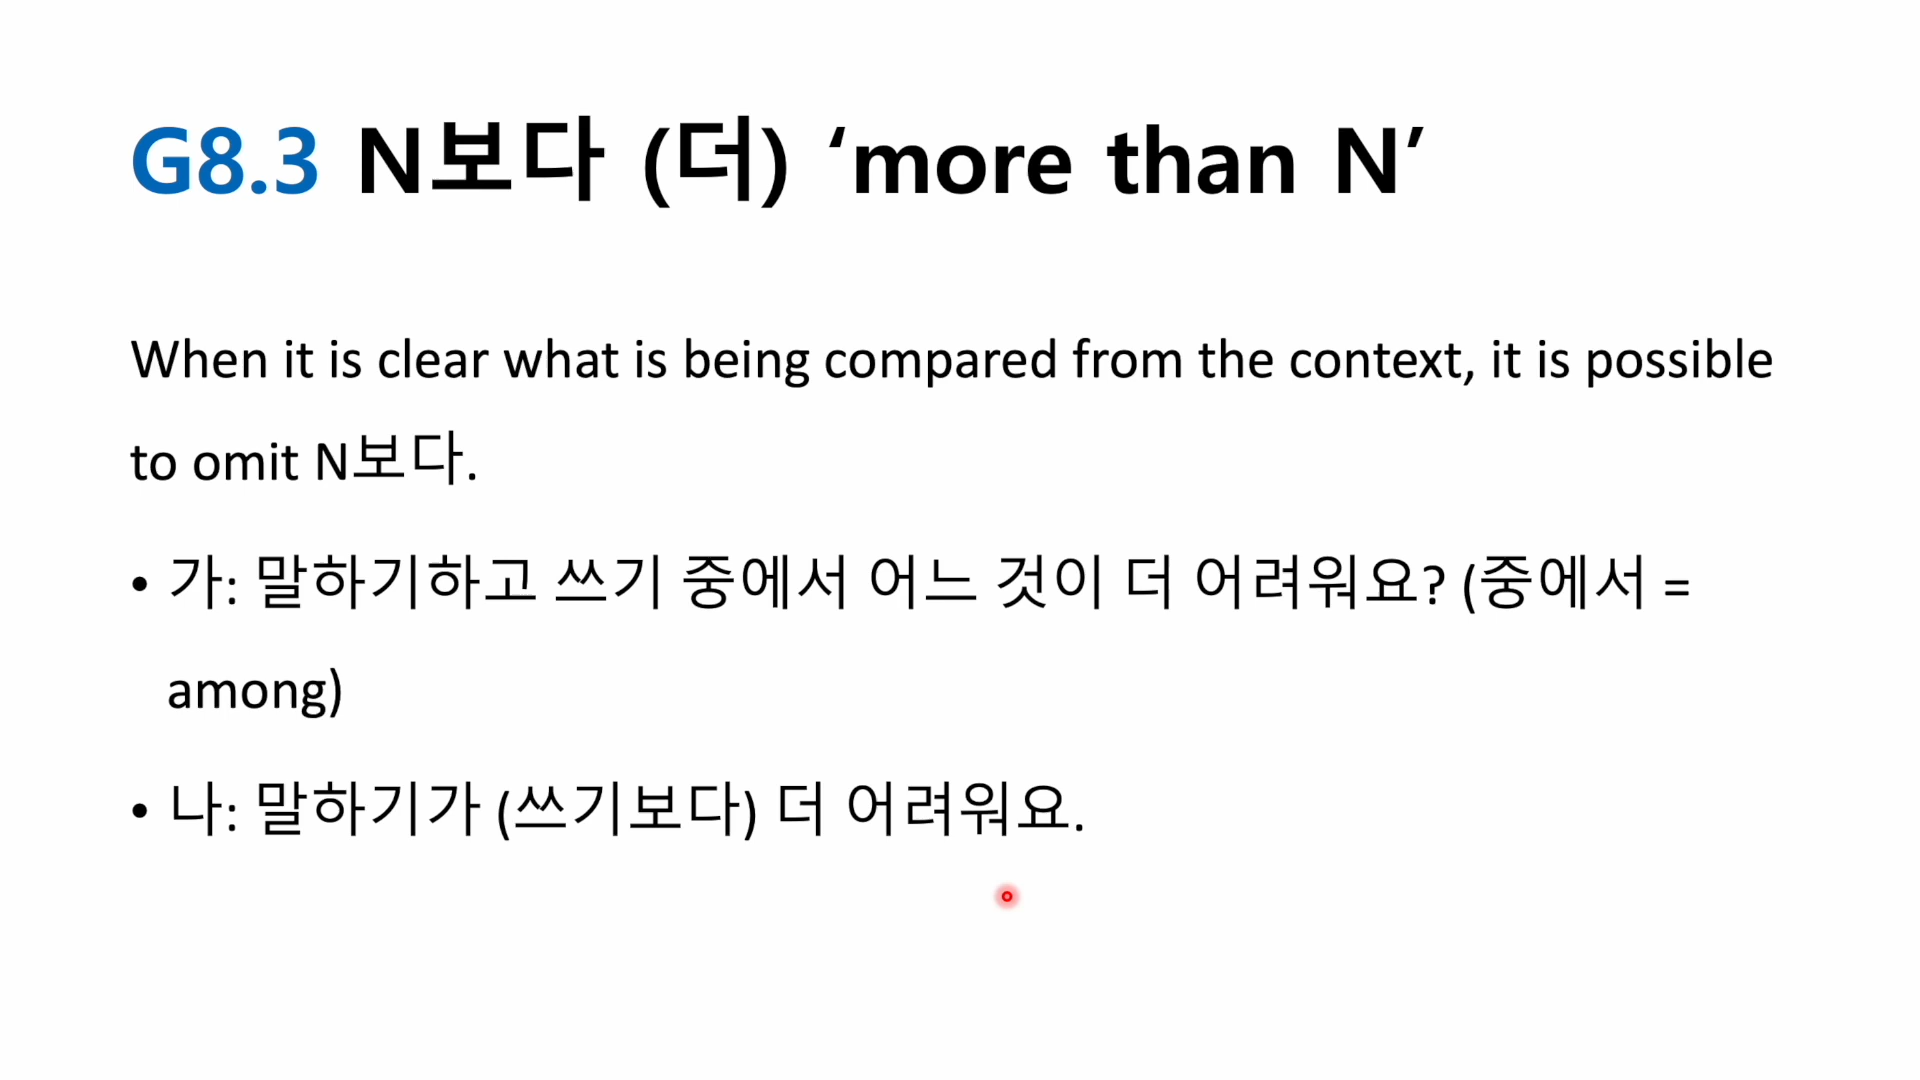 G8.3 N보다 (더) ‘more than N’
When it is clear what is being compared from the context, it is possible
to omit N보다.
• 가: 말하기하고 쓰기 중에서 어느 것이 더 어려워요? (중에서 =
among)
• 나: 말하기가 (쓰기보다) 더 어려워요.